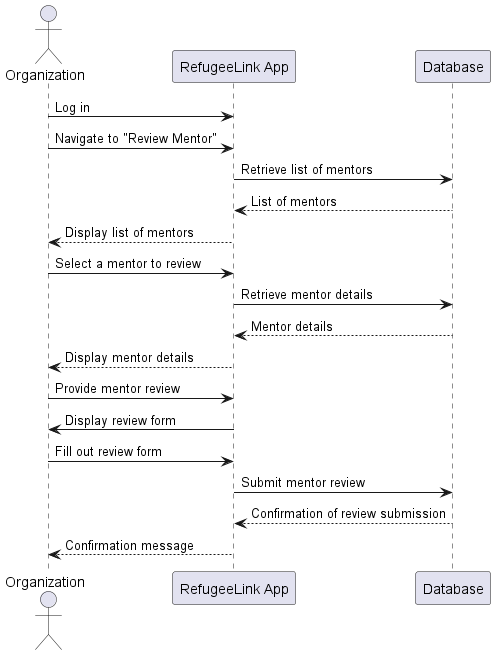 Organization
RefugeeLink App
Database
Log in
Navigate to "Review Mentor"
Retrieve list of mentors
List of mentors
Display list of mentors
Select a mentor to review
Retrieve mentor details
Mentor details
Display mentor details
Provide mentor review
Display review form
Fill out review form
Submit mentor review
Confirmation of review submission
Confirmation message
Organization
RefugeeLink App
Database